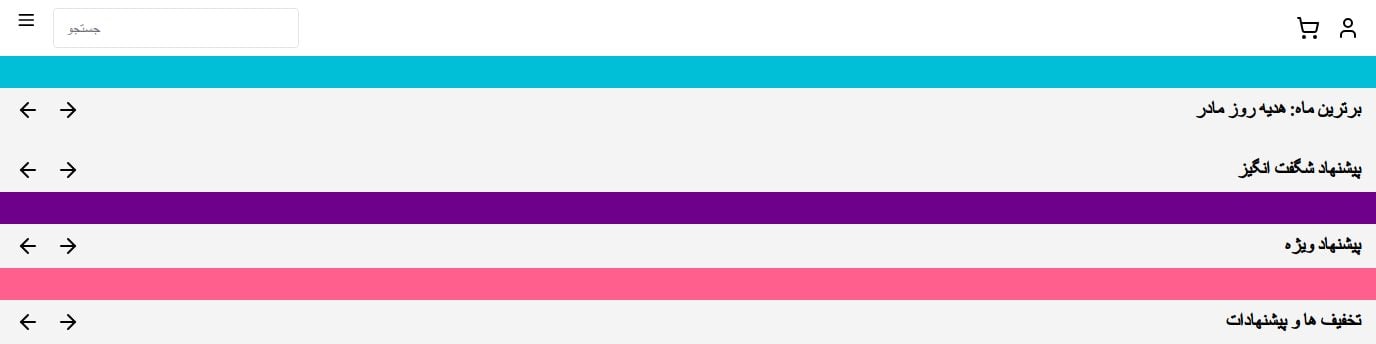 جستجو
برترین ماه: هدیه روز مادر
پیشنهاد شگفت انگیز
پیشنهاد ویژه
تخفیف ها و پیشنهادات